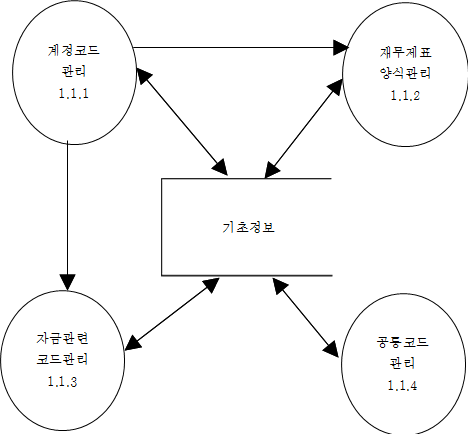 계정코드
관리
1.1.1
재무제표
양식관리
1.1.2
기초정보
자금관련
코드관리
1.1.3
공통코드
관리
1.1.4